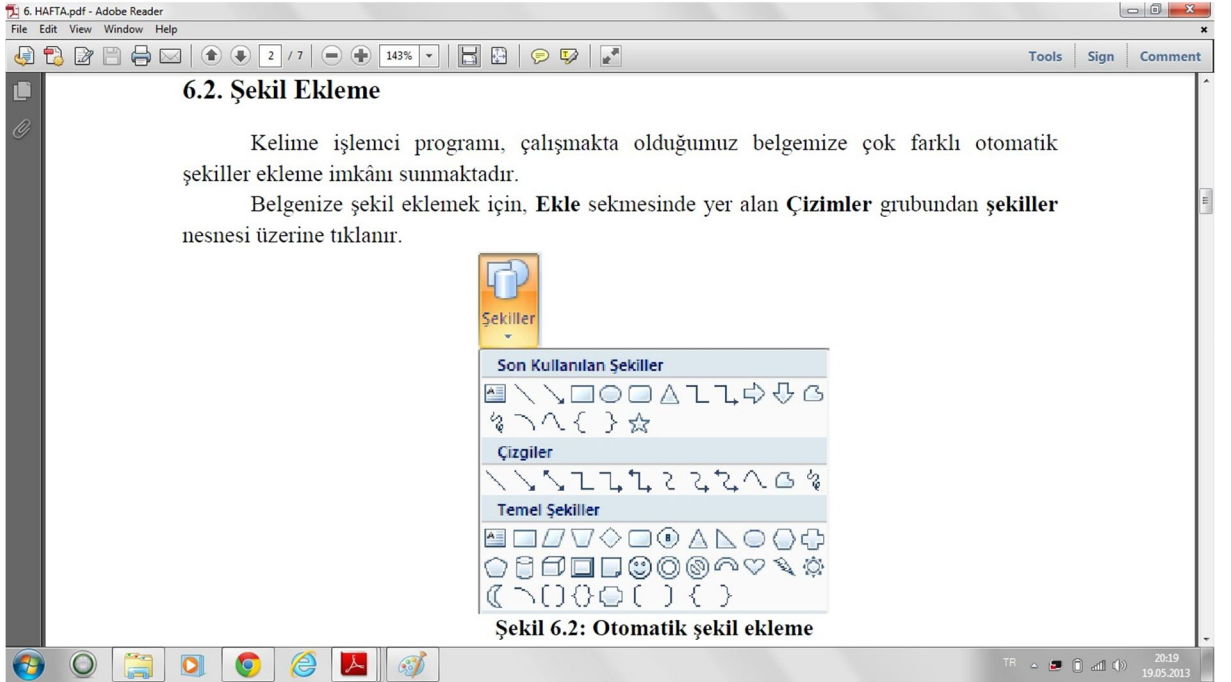 6. HAFTA.pdf - Adobe Reader
File Edit View Window Help
2 / 7 143% Tools Sign Comment
6.2. Şekil Ekleme
Kelime işlemci programı, çalışmakta olduğumuz belgemize çok farklı otomatik
şekiller ekleme imkânı sunmaktadır.
Belgenize şekil eklemek için, Ekle sekmesinde yer alan Çizimler grubundan şekiller
nesnesi üzerine tıklanır.
Şekiller
Son Kullanılan Şekiller
Çizgiler
Temel Şekiller
Şekil 6.2: Otomatik şekil ekleme
TR 20:19
19.05.2013